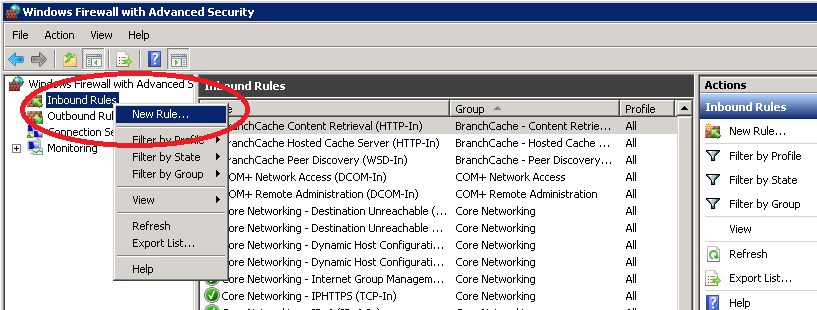 Windows Firewall with Advanced Security
File Action View Help
Windows Firewall with Advanced S
Inbound Rules
Outbound Rul
Connection Se
Monitoring
New Rule...
Filter by Profile
Filter by State
Filter by Group
View
Refresh
Export List...
Help
Inbound Rules
Group Profile
BranchCache Content Retrieval (HTTP-In) BranchCache - Content Retrie... All
BranchCache Hosted Cache Server (HTTP-In) BranchCache - Hosted Cach... All
BranchCache Peer Discovery (WSD-In) BranchCache - Peer Discovery... All
COM+ Network Access (DCOM-In) COM+ Network Access All
COM+ Remote Administration (DCOM-In) COM+ Remote Administration All
Core Networking - Destination Unreachable (... Core Networking All
Core Networking - Destination Unreachable ... Core Networking All
Core Networking - Dynamic Host Configurati... Core Networking All
Core Networking - Dynamic Host Configurati... Core Networking All
Core Networking - Internet Group Managem... Core Networking All
Core Networking - IPHTTPS (TCP-In) Core Networking All
Actions
Inbound Rules
New Rule...
Filter by Profile
Filter by State
Filter by Group
View
Refresh
Export List...
Help